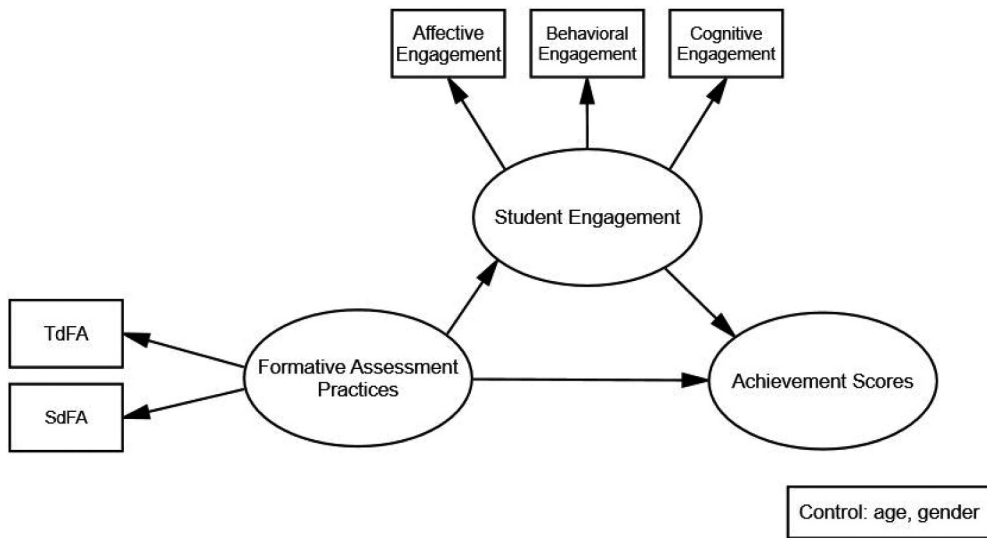 Affective
Engagement
Behavioral
Engagement
Cognitive
Engagement
Student Engagement
TdFA
SdFA
Formative Assessment
Practices
Achievement Scores
Control: age, gender